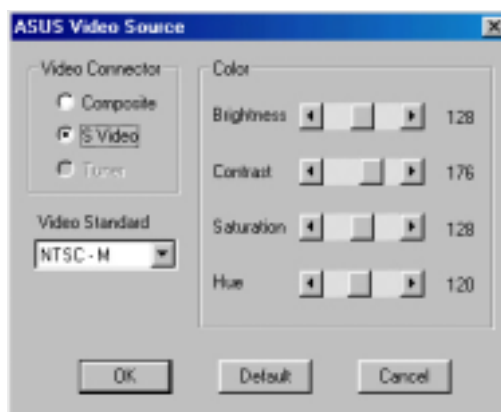 ASUS Video Source
Video Connector
Composite
S Video
Tuner
Video Standard
NTSC - M
Color
Brightness 128
Contrast 176
Saturation 128
Hue 120
OK Default Cancel